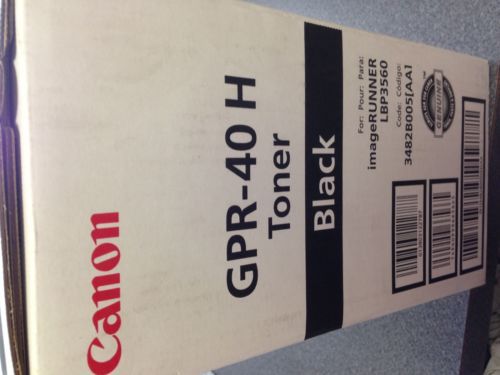 Canon
GPR-40 H
Toner
Black
For: Pour: Para:
imageRUNNER
LBP3560
Code: Código:
3482B005[AA]
GENUINE